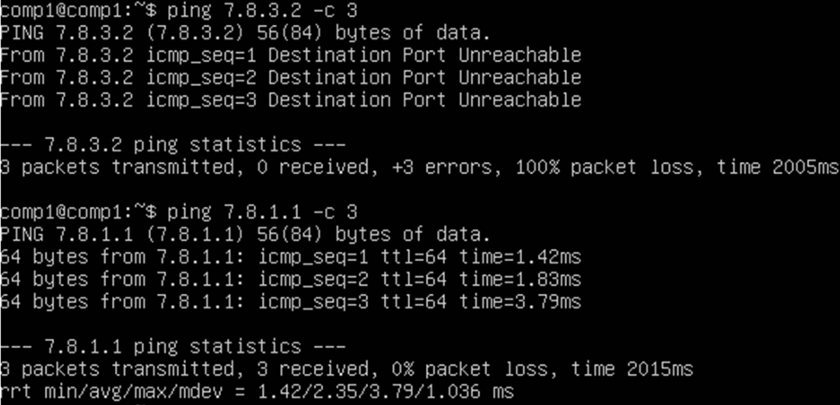 comp1@comp1:~$ ping 7.8.3.2 -c 3
PING 7.8.3.2 (7.8.3.2) 56(84) bytes of data.
From 7.8.3.2 icmp_seq=1 Destination Port Unreachable
From 7.8.3.2 icmp_seq=2 Destination Port Unreachable
From 7.8.3.2 icmp_seq=3 Destination Port Unreachable
--- 7.8.3.2 ping statistics ---
3 packets transmitted, 0 received, +3 errors, 100% packet loss, time 2005ms
comp1@comp1:~$ ping 7.8.1.1 -c 3
PING 7.8.1.1 (7.8.1.1) 56(84) bytes of data.
64 bytes from 7.8.1.1: icmp_seq=1 ttl=64 time=1.42ms
64 bytes from 7.8.1.1: icmp_seq=2 ttl=64 time=1.83ms
64 bytes from 7.8.1.1: icmp_seq=3 ttl=64 time=3.79ms
--- 7.8.1.1 ping statistics ---
3 packets transmitted, 3 received, 0% packet loss, time 2015ms
rrt min/avg/max/mdev = 1.42/2.35/3.79/1.036 ms